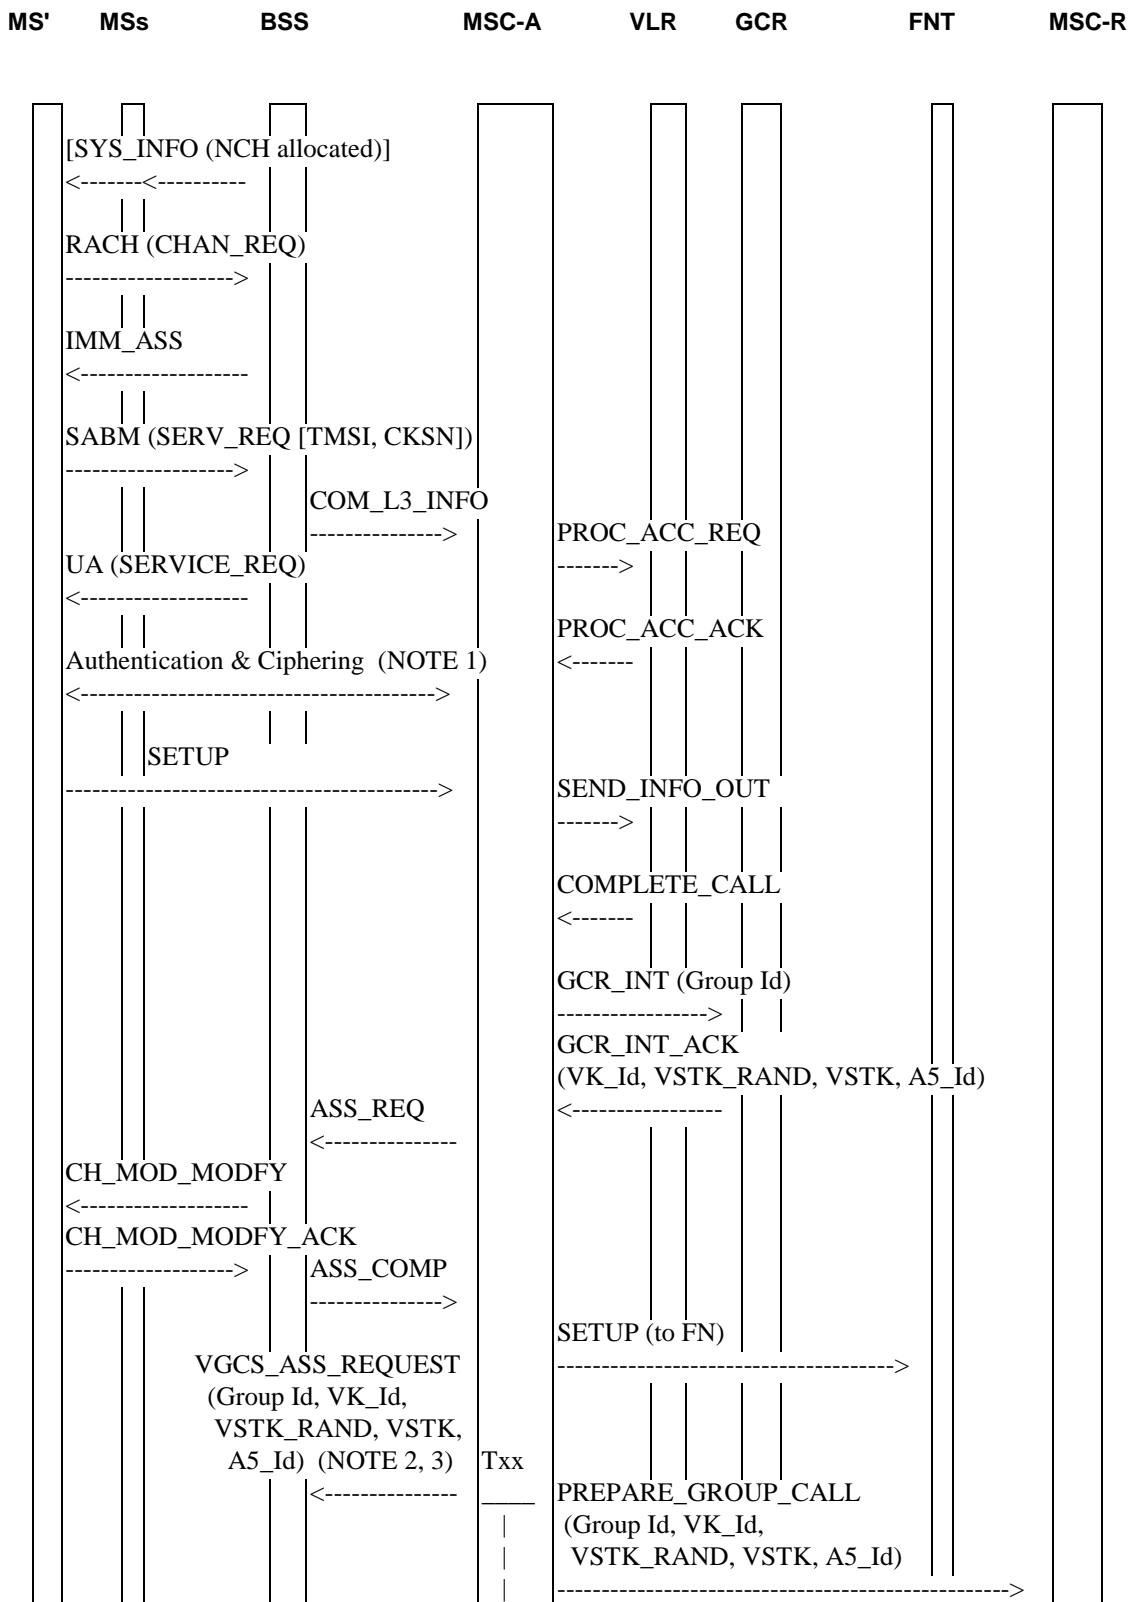 MS' MSs BSS MSC-A VLR GCR FNT MSC-R
[SYS_INFO (NCH allocated)]
<-------<----------
RACH (CHAN_REQ)
------------------->
IMM_ASS
<-------------------
SABM (SERV_REQ [TMSI, CKSN])
------------------->
COM_L3_INFO
---------------> PROC_ACC_REQ
UA (SERVICE_REQ) ------->
<-------------------
PROC_ACC_ACK
Authentication & Ciphering (NOTE 1) <-------
<---------------------------------------->
SETUP
------------------------------------------> SEND_INFO_OUT
------->
COMPLETE_CALL
<-------
GCR_INT (Group Id)
----------------->
GCR_INT_ACK
(VK_Id, VSTK_RAND, VSTK, A5_Id)
ASS_REQ <-----------------
<---------------
CH_MOD_MODFY
<-------------------
CH_MOD_MODFY_ACK
-------------------> ASS_COMP
--------------->
SETUP (to FN)
VGCS_ASS_REQUEST -------------------------------------->
(Group Id, VK_Id,
VSTK_RAND, VSTK,
A5_Id) (NOTE 2, 3) Txx
<--------------- ____ PREPARE_GROUP_CALL
| (Group Id, VK_Id,
| VSTK_RAND, VSTK, A5_Id)
| --------------------------------------------------->